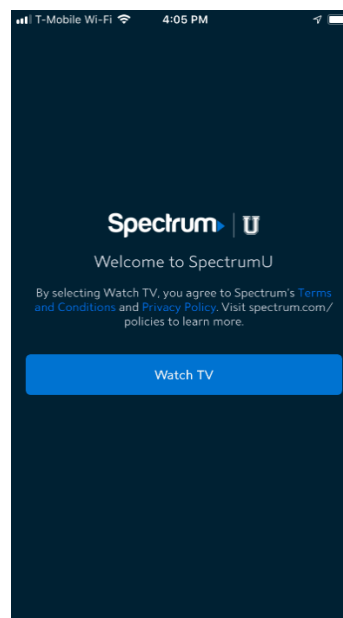 T-Mobile Wi-Fi 4:05 PM
Spectrum U
Welcome to SpectrumU
By selecting Watch TV, you agree to Spectrum's Terms
and Conditions and Privacy Policy. Visit spectrum.com/
policies to learn more.
Watch TV